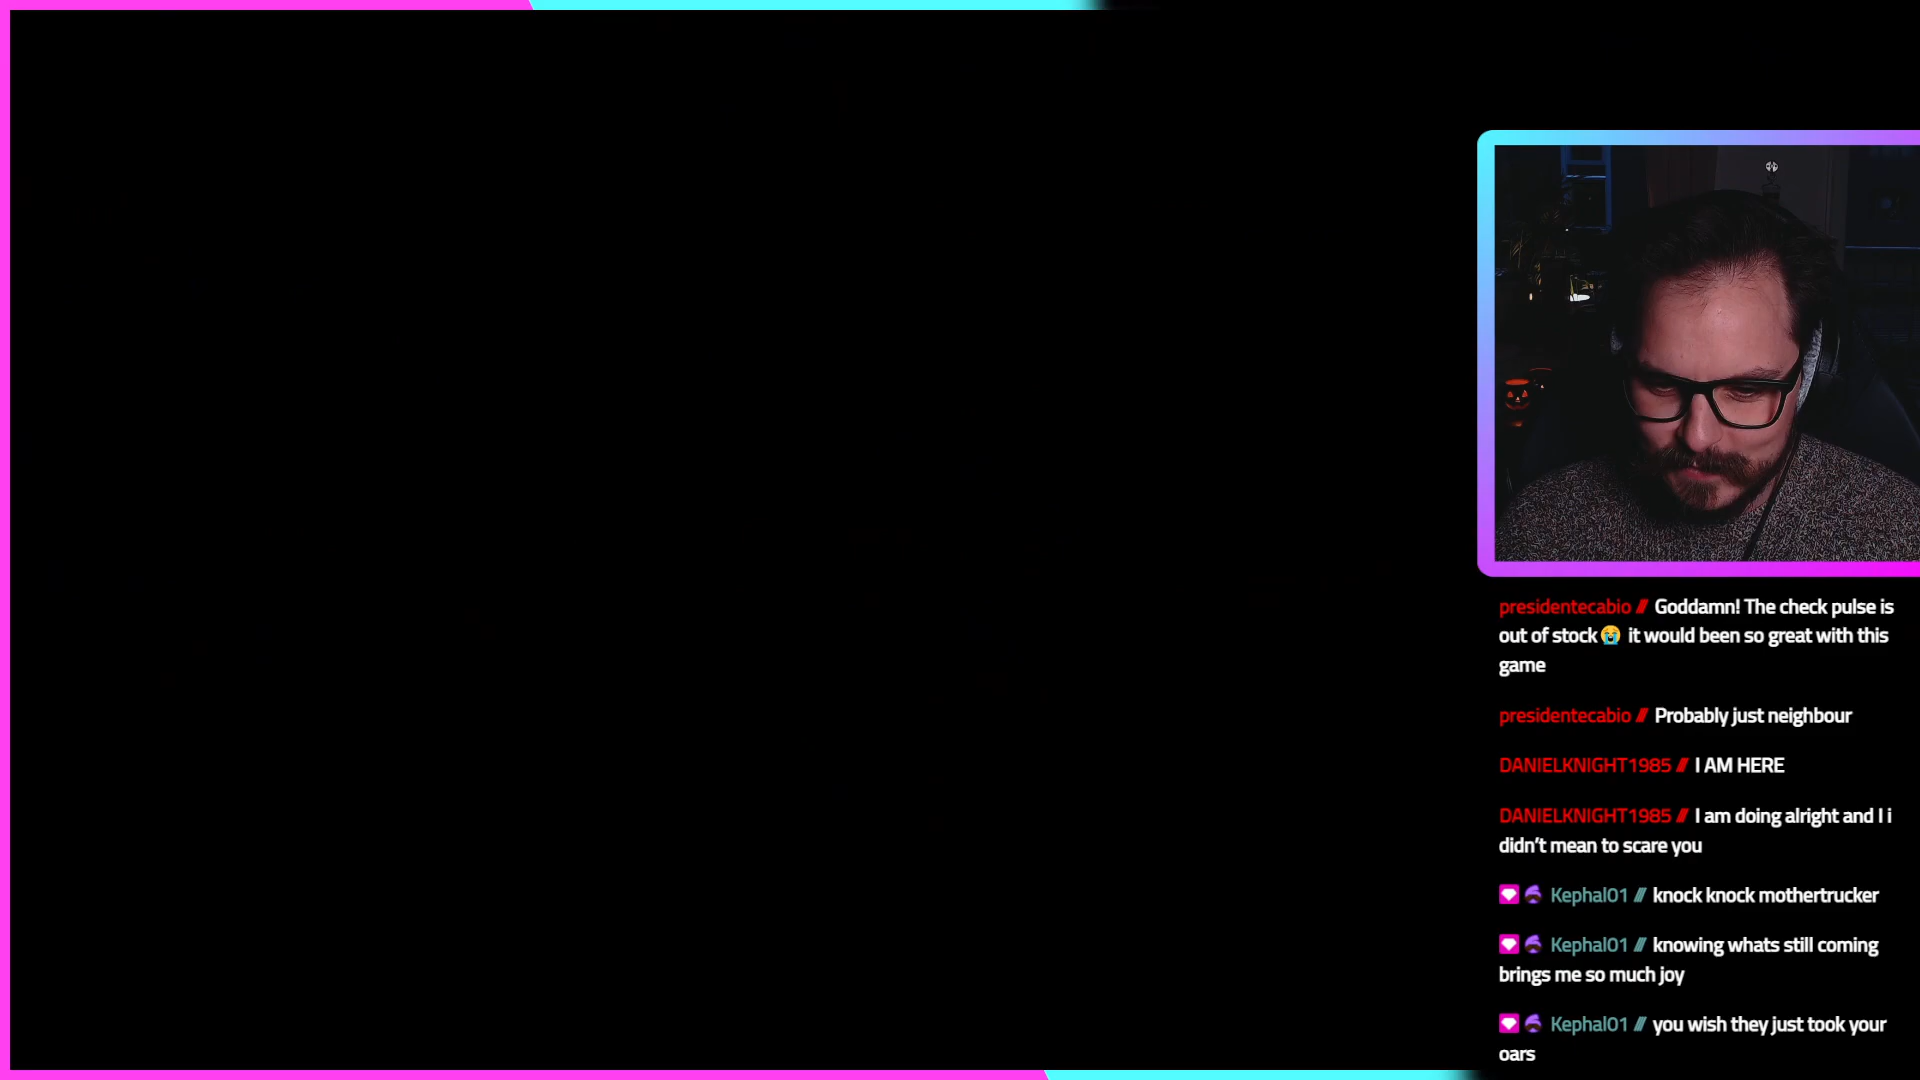 presidentecabio // Goddamn! The check pulse is
out of stock😭 it would been so great with this
game
presidentecabio // Probably just neighbour
DANIELKNIGHT1985 // I AM HERE
DANIELKNIGHT1985 // I am doing alright and I i
didn't mean to scare you
Kephal01 // knock knock mothertrucker
Kephal01 // knowing whats still coming
brings me so much joy
Kephal01 // you wish they just took your
oars